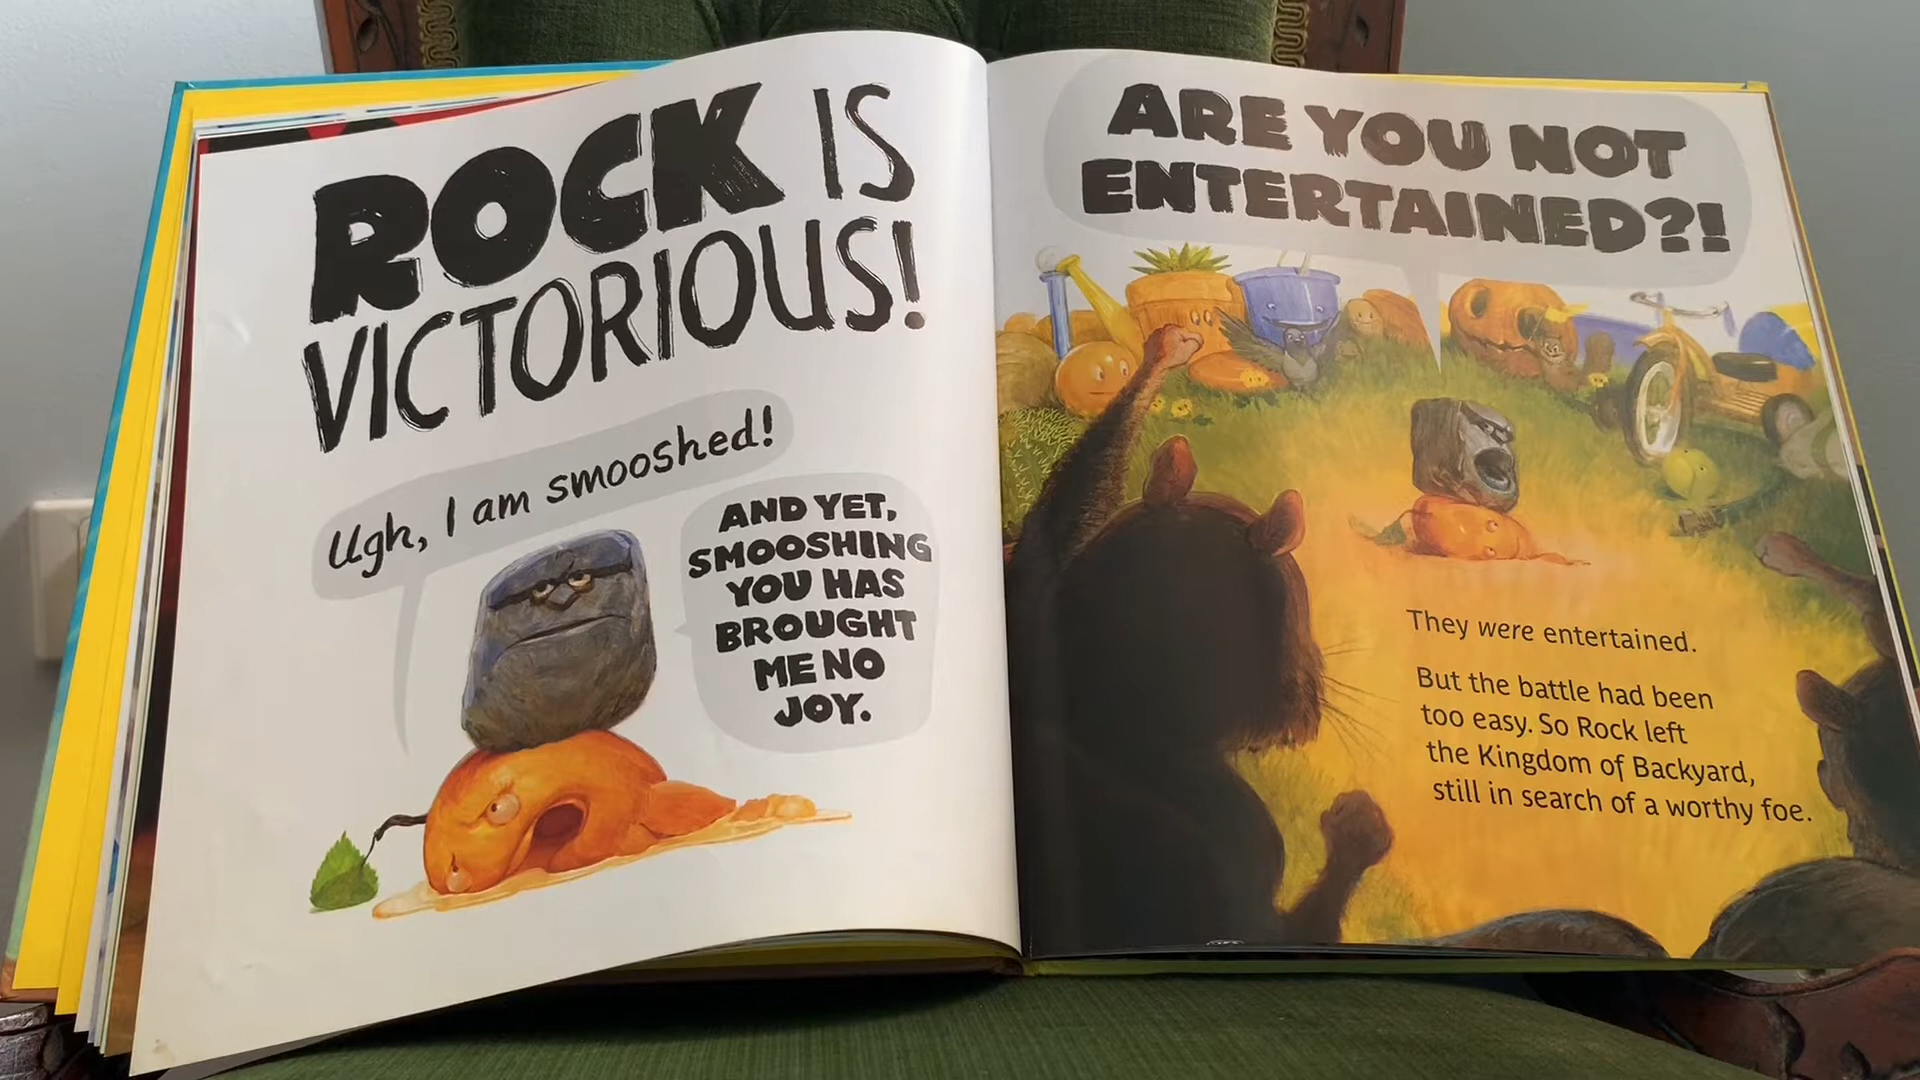 ROCK IS
VICTORIOUS!
Ugh, I am smooshed!
AND YET,
SMOOSHING
YOU HAS
BROUGHT
ME NO
JOY.
ARE YOU NOT
ENTERTAINED?!
They were entertained.
But the battle had been
too easy. So Rock left
the Kingdom of Backyard,
still in search of a worthy foe.